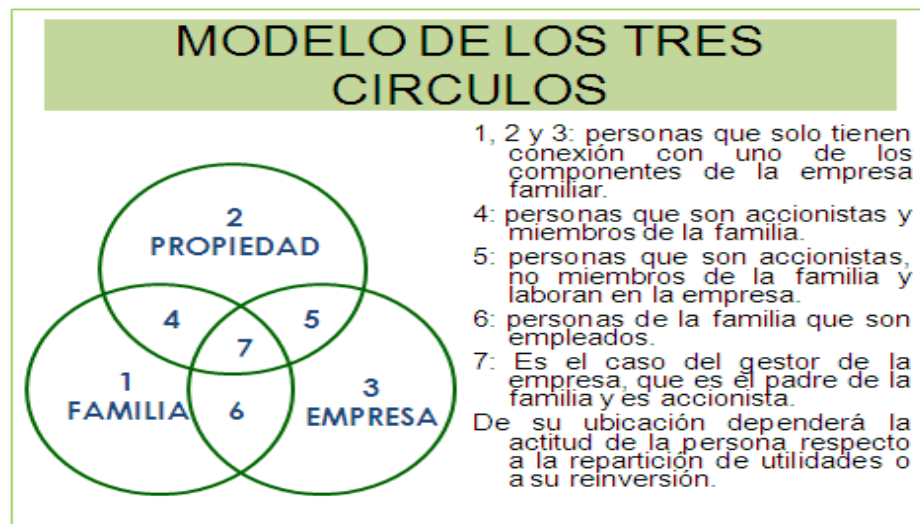 MODELO DE LOS TRES
CIRCULOS
2
PROPIEDAD
4
5
7
1
FAMILIA
6
3
EMPRESA
1, 2 y 3: personas que solo tienen
conexión con uno de los
componentes de la empresa
familiar.
4: personas que son accionistas y
miembros de la familia.
5: personas que son accionistas,
no miembros de la familia y
laboran en la empresa.
6: personas de la familia que son
empleados.
7: Es el caso del gestor de la
empresa, que es el padre de la
familia y es accionista.
De su ubicación dependerá la
actitud de la persona respecto
a la repartición de utilidades o
a su reinversión.